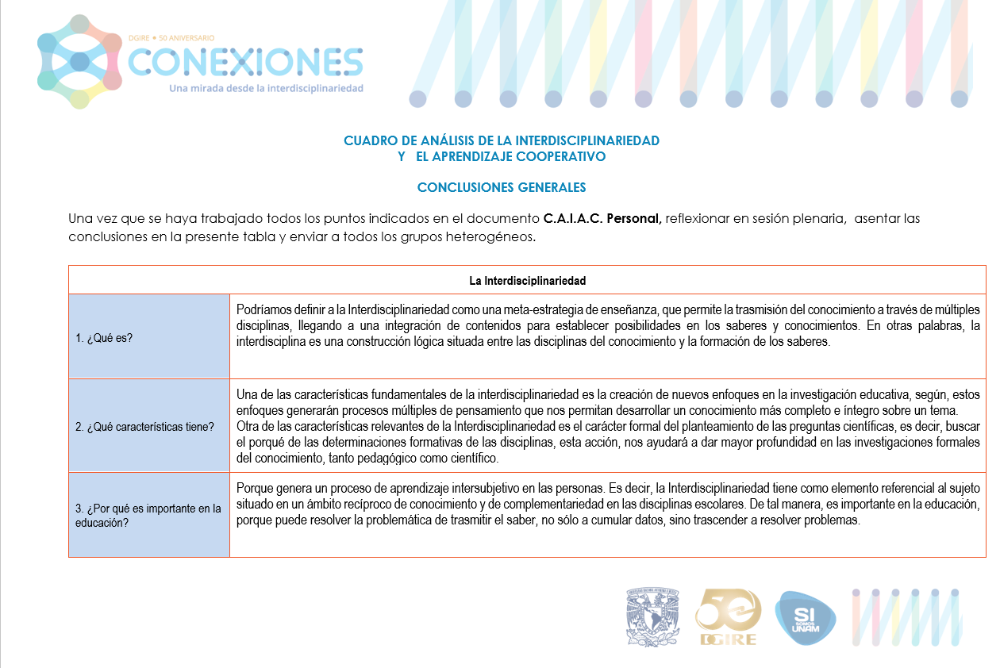 DGIRE • 50 ANIVERSARIO
CONEXIONES
Una mirada desde la interdisciplinariedad
CUADRO DE ANÁLISIS DE LA INTERDISCIPLINARIEDAD
Y EL APRENDIZAJE COOPERATIVO
CONCLUSIONES GENERALES
Una vez que se haya trabajado todos los puntos indicados en el documento C.A.I.A.C. Personal, reflexionar en sesión plenaria, asentar las
conclusiones en la presente tabla y enviar a todos los grupos heterogéneos.
La Interdisciplinariedad
1. ¿Qué es?
Podríamos definir a la Interdisciplinariedad como una meta-estrategia de enseñanza, que permite la trasmisión del conocimiento a través de múltiples
disciplinas, llegando a una integración de contenidos para establecer posibilidades en los saberes y conocimientos. En otras palabras, la
interdisciplina es una construcción lógica situada entre las disciplinas del conocimiento y la formación de los saberes.
2. ¿Qué características tiene?
Una de las características fundamentales de la interdisciplinariedad es la creación de nuevos enfoques en la investigación educativa, según, estos
enfoques generarán procesos múltiples de pensamiento que nos permitan desarrollar un conocimiento más completo e íntegro sobre un tema.
Otra de las características relevantes de la Interdisciplinariedad es el carácter formal del planteamiento de las preguntas científicas, es decir, buscar
el porqué de las determinaciones formativas de las disciplinas, esta acción, nos ayudará a dar mayor profundidad en las investigaciones formales
del conocimiento, tanto pedagógico como científico.
3. ¿Por qué es importante en la
educación?
Porque genera un proceso de aprendizaje intersubjetivo en las personas. Es decir, la Interdisciplinariedad tiene como elemento referencial al sujeto
situado en un ámbito recíproco de conocimiento y de complementariedad en las disciplinas escolares. De tal manera, es importante en la educación,
porque puede resolver la problemática de trasmitir el saber, no sólo a cumular datos, sino trascender a resolver problemas.
50
DGIRE
SI
SOMOS
UNAM